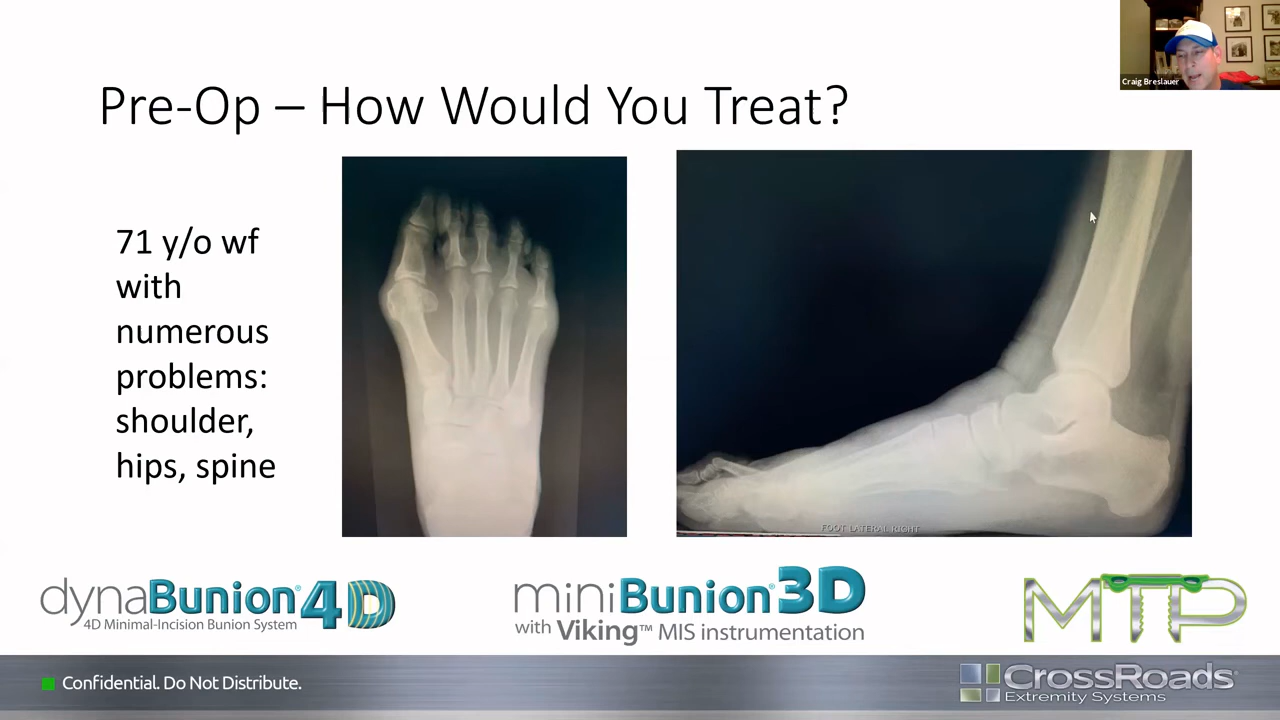 Craig Breslauer
Pre-Op – How Would You Treat?
71 y/o wf
with
numerous
problems:
shoulder,
hips, spine
FOOT LATERAL RIGHT
dynaBunion® 4D
4D Minimal-Incision Bunion System
miniBunion® 3D
with Viking™ MIS instrumentation
MTP
Confidential. Do Not Distribute.
CrossRoads®
Extremity Systems